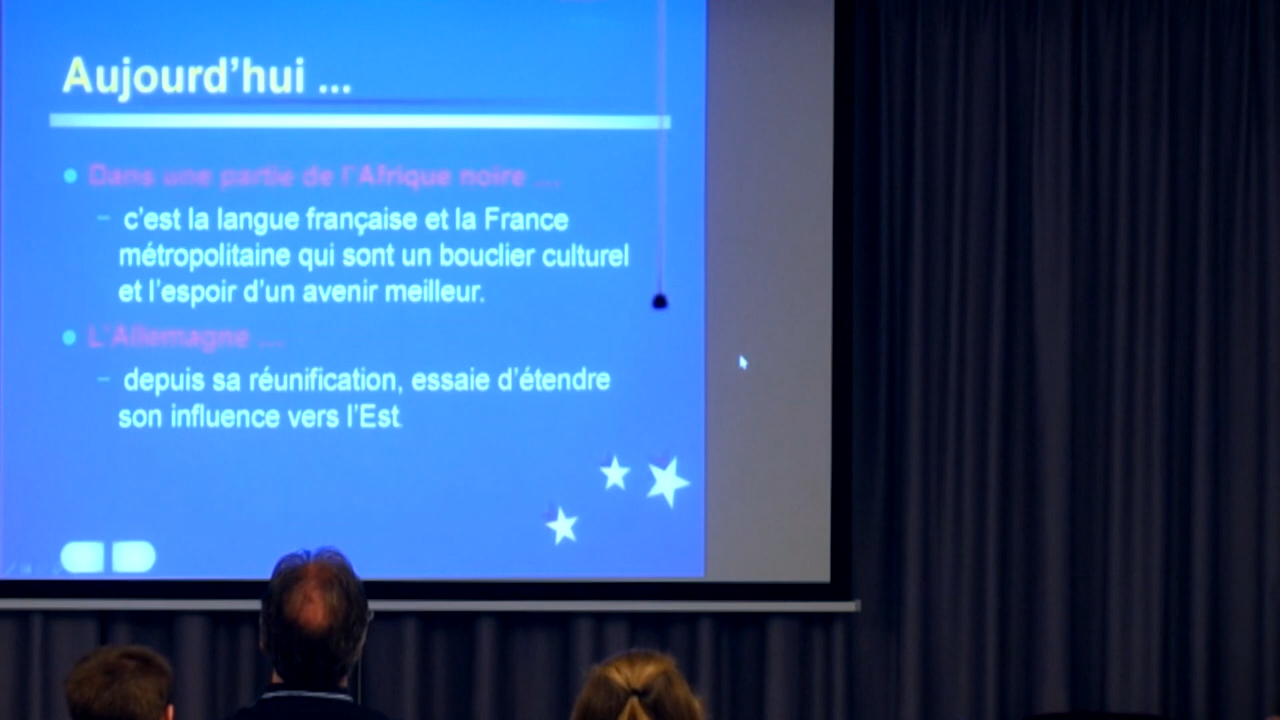 Aujourd'hui ...
Dans une partie de l'Afrique noire ...
c'est la langue française et la France
métropolitaine qui sont un bouclier culturel
et l'espoir d'un avenir meilleur.
L'Allemagne ...
depuis sa réunification, essaie d'étendre
son influence vers l'Est